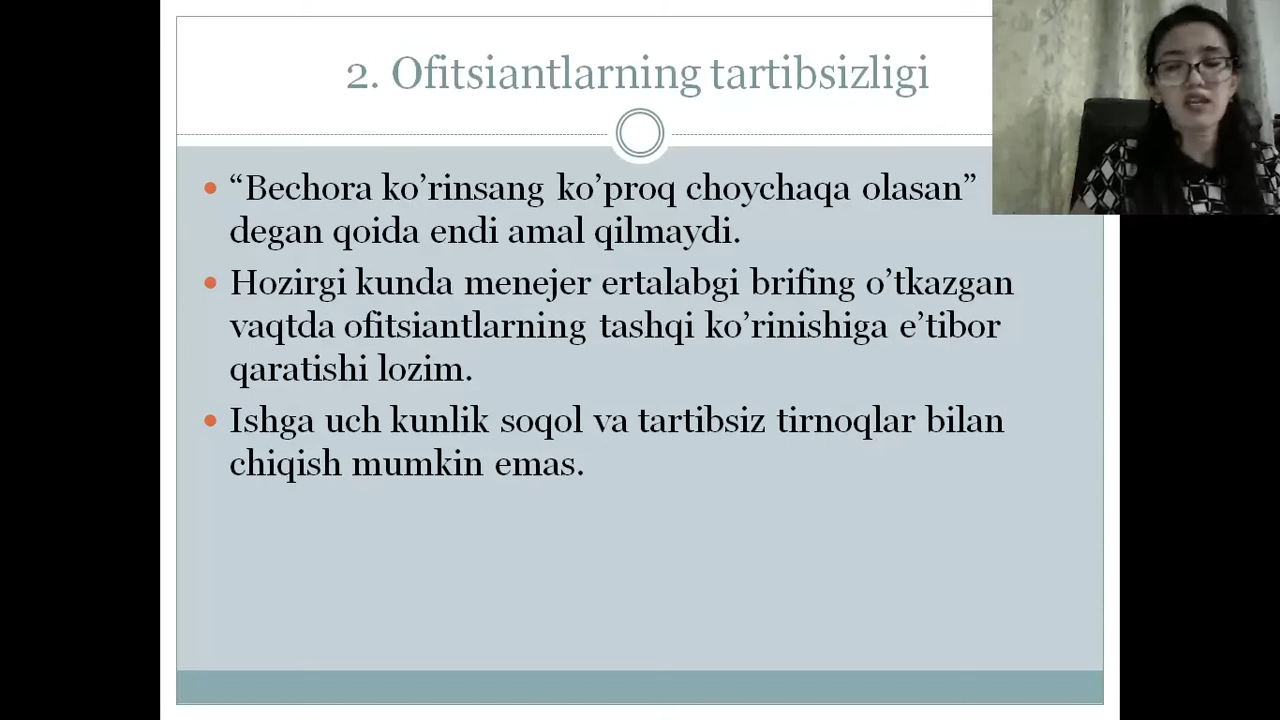 2. Ofitsiantlarning tartibsizligi
• “Bechora ko’rinsang ko’proq choychaqa olasan”
degan qoida endi amal qilmaydi.
• Hozirgi kunda menejer ertalabgi brifing o’tkazgan
vaqtda ofitsiantlarning tashqi ko’rinishiga e’tibor
qaratishi lozim.
• Ishga uch kunlik soqol va tartibsiz tirnoqlar bilan
chiqish mumkin emas.